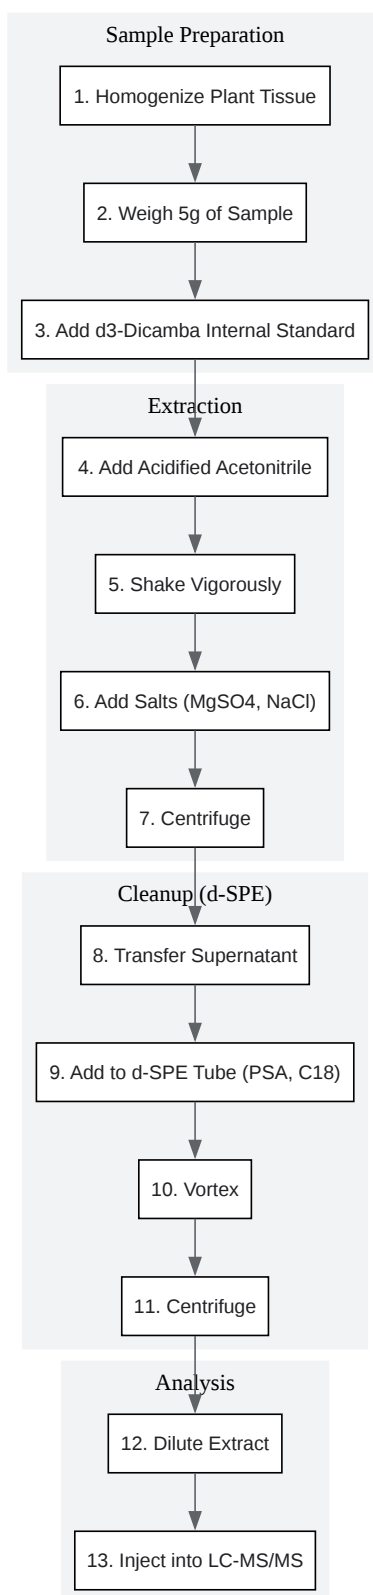 Sample Preparation
1. Homogenize Plant Tissue
2. Weigh 5g of Sample
3. Add d3-Dicamba Internal Standard
Extraction
4. Add Acidified Acetonitrile
5. Shake Vigorously
6. Add Salts (MgSO4, NaCl)
7. Centrifuge
Cleanup (d-SPE)
8. Transfer Supernatant
9. Add to d-SPE Tube (PSA, C18)
10. Vortex
11. Centrifuge
Analysis
12. Dilute Extract
13. Inject into LC-MS/MS